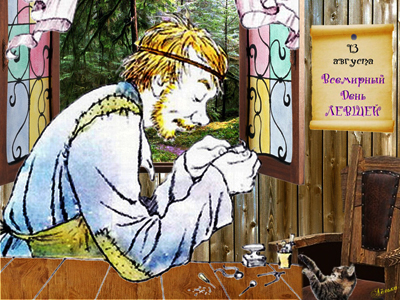 13
августа
Всемирный
День
ЛЕВШЕЙ